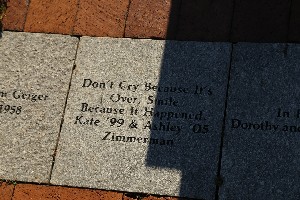 Geiger
1958
Don't Cry Because It's
Over, Smile
Because It Happened.
Kate '99 & Ashley '05
Zimmerman
In
Dorothy and